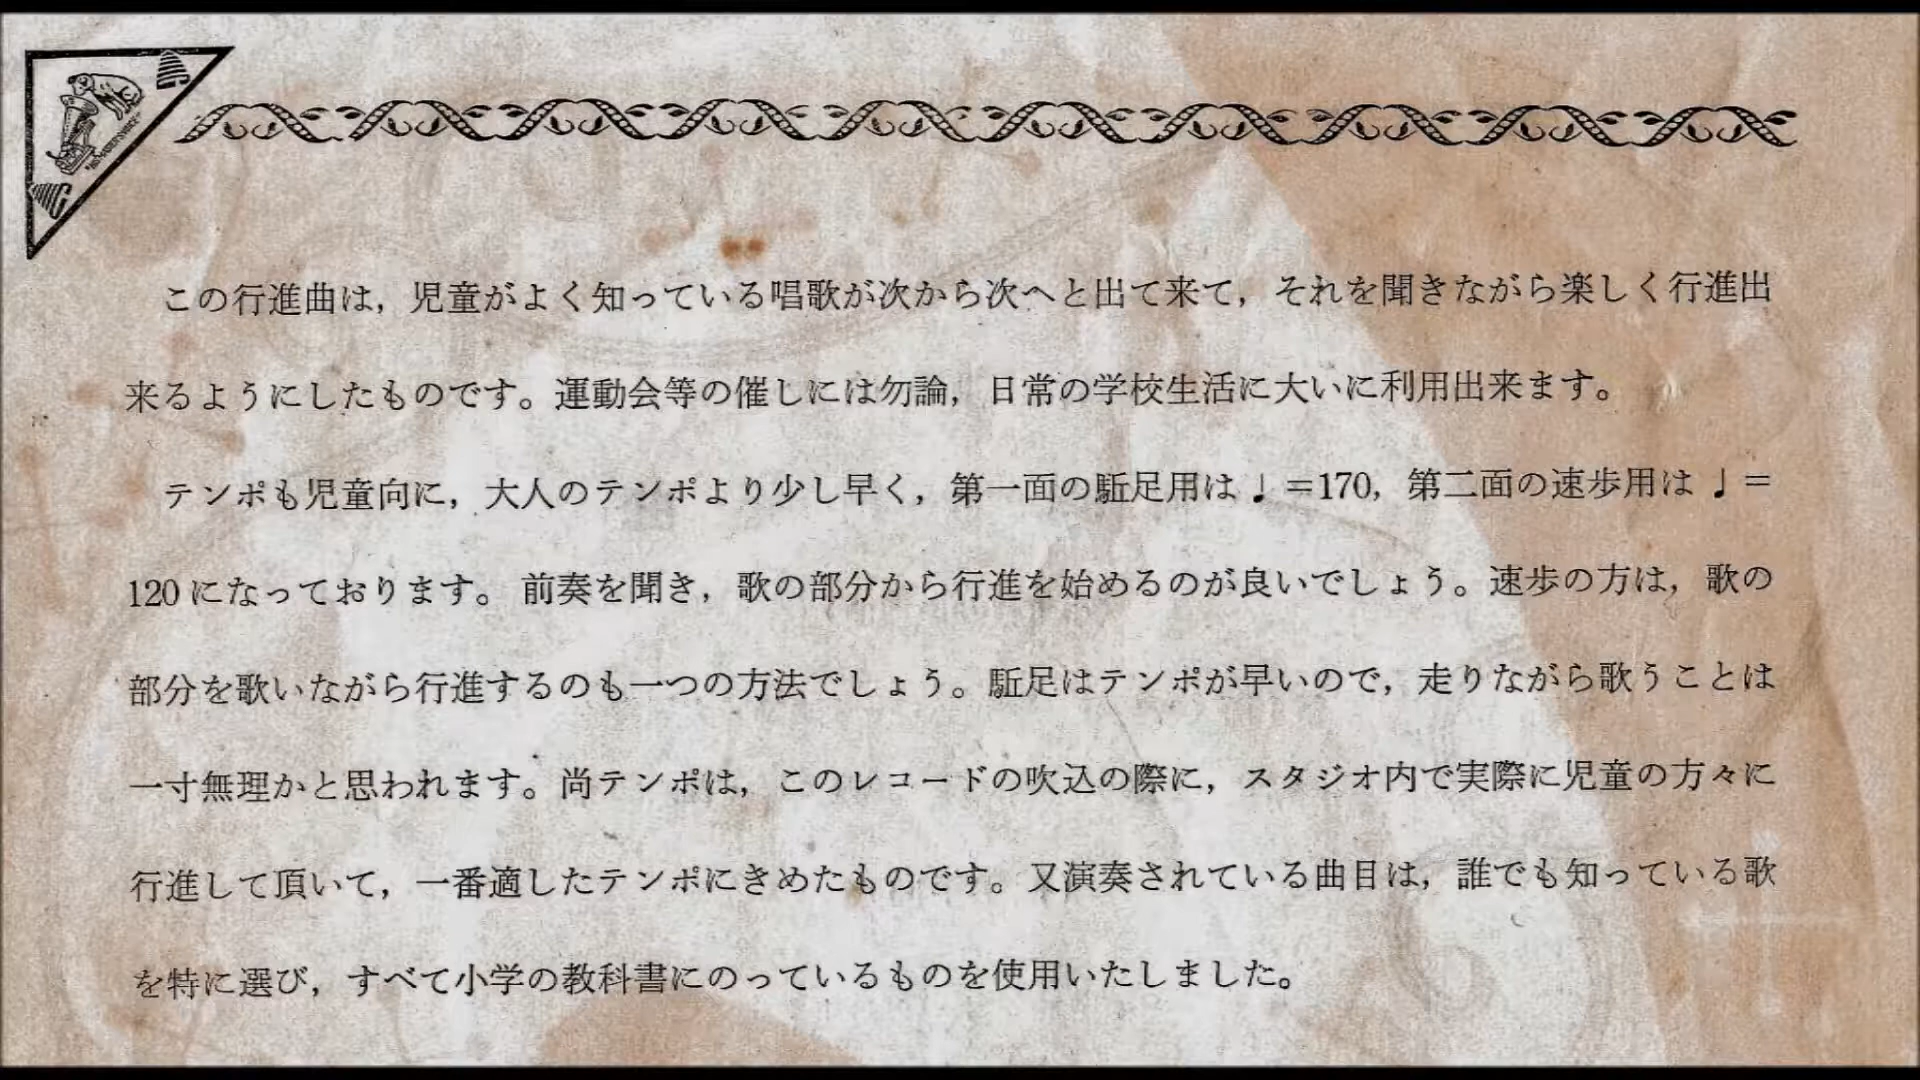 この行進曲は，児童がよく知っている唱歌が次から次へと出て来て，それを聞きながら楽しく行進出
来るようにしたものです。運動会等の催しには勿論，日常の学校生活に大いに利用出来ます。
テンポも児童向に，大人のテンポより少し早く，第一面の駈足用は ♩＝170，第二面の速歩用は ♩＝
120 になっております。 前奏を聞き，歌の部分から行進を始めるのが良いでしょう。速歩の方は，歌の
部分を歌いながら行進するのも一つの方法でしょう。駈足はテンポが早いので，走りながら歌うことは
一寸無理かと思われます。尚テンポは，このレコードの吹込の際に，スタジオ内で実際に児童の方々に
行進して頂いて，一番適したテンポにきめたものです。又演奏されている曲目は，誰でも知っている歌
を特に選び，すべて小学の教科書にのっているものを使用いたしました。